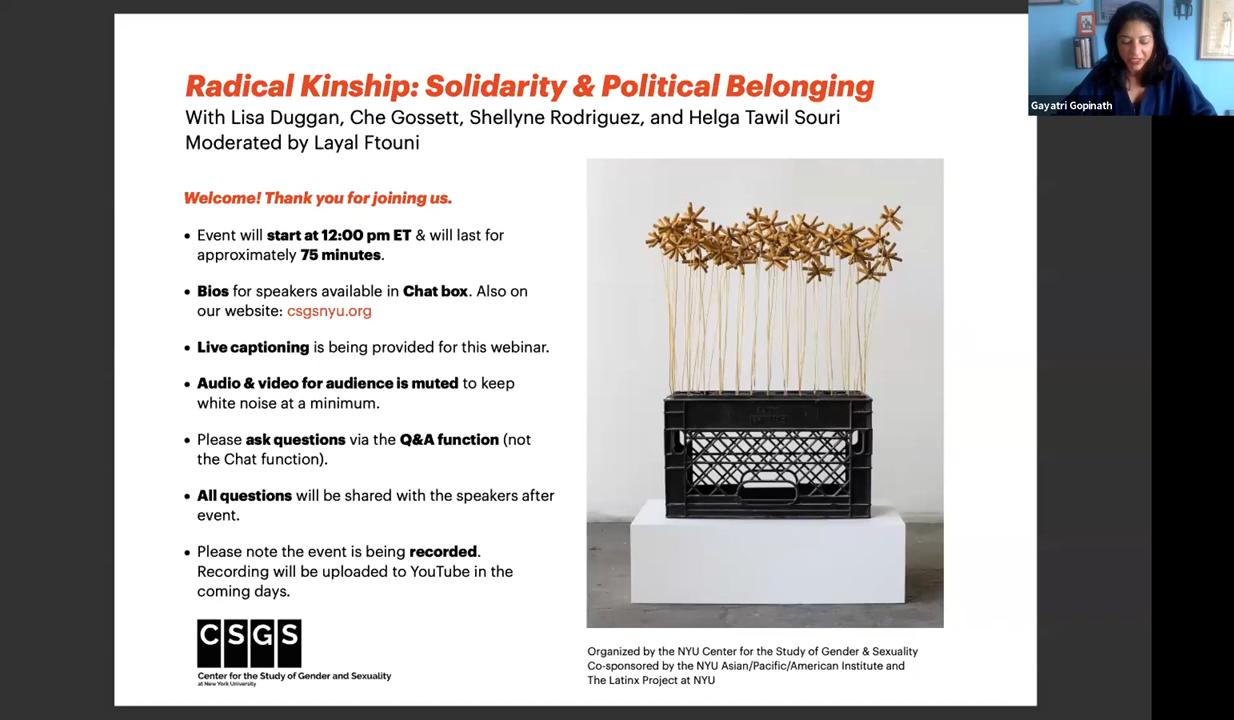 Radical Kinship: Solidarity & Political Belonging
With Lisa Duggan, Che Gossett, Shellyne Rodriguez, and Helga Tawil Souri
Moderated by Layal Ftouni
Gayatri Gopinath
Welcome! Thank you for joining us.
• Event will start at 12:00 pm ET & will last for
approximately 75 minutes.
• Bios for speakers available in Chat box. Also on
our website: csgsnyu.org
• Live captioning is being provided for this webinar.
• Audio & video for audience is muted to keep
white noise at a minimum.
• Please ask questions via the Q&A function (not
the Chat function).
• All questions will be shared with the speakers after
event.
• Please note the event is being recorded.
Recording will be uploaded to YouTube in the
coming days.
CSGS
Center for the Study of Gender and Sexuality
at New York University
Organized by the NYU Center for the Study of Gender & Sexuality
Co-sponsored by the NYU Asian/Pacific/American Institute and
The Latinx Project at NYU